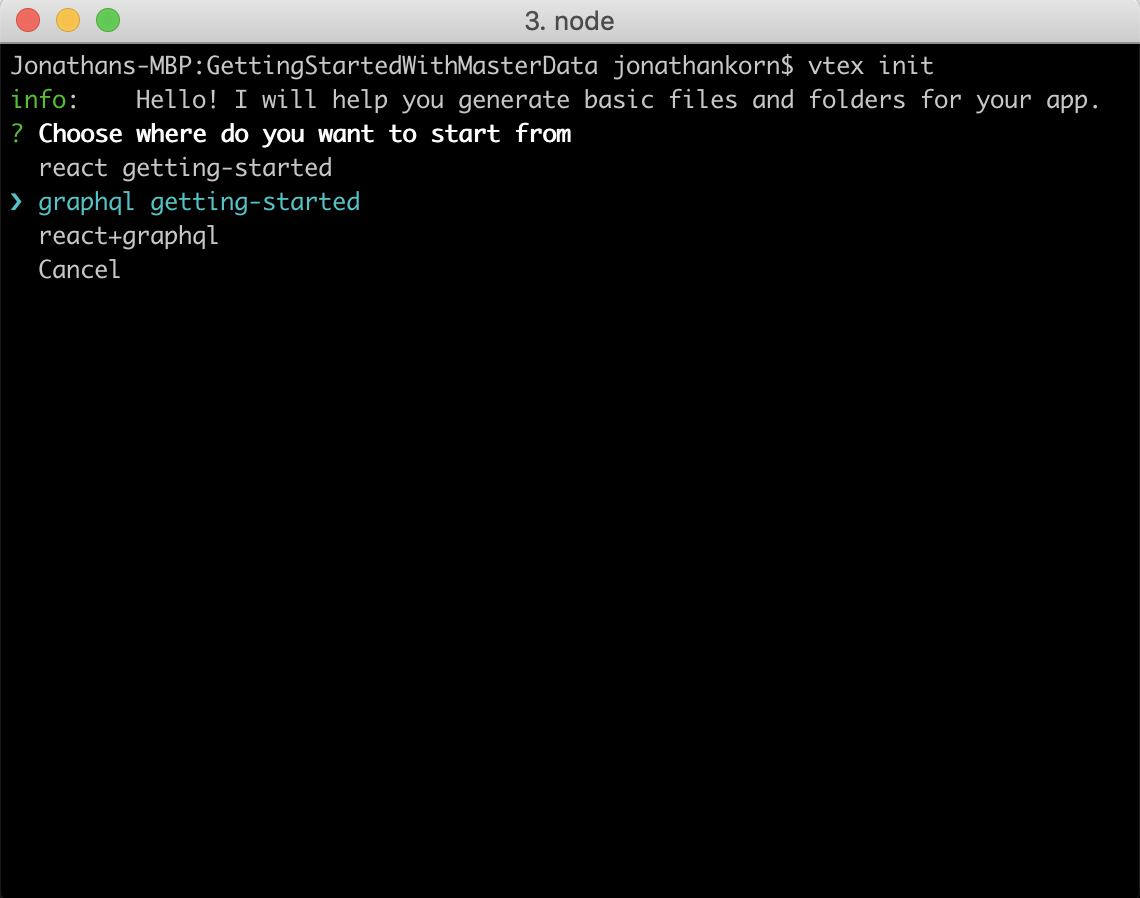 3. node
Jonathans-MBP:GettingStartedWithMasterData jonathankorn$ vtex init
info:    Hello! I will help you generate basic files and folders for your app.
? Choose where do you want to start from
  react getting-started
❯ graphql getting-started
  react+graphql
  Cancel